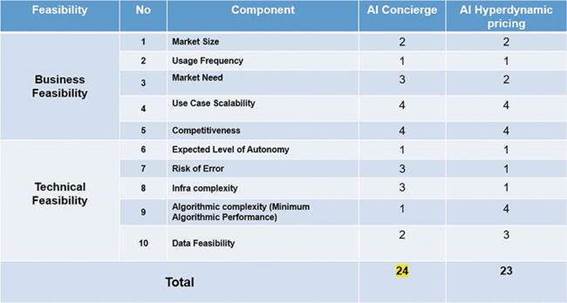 Feasibility No Component AI Concierge AI Hyperdynamic pricing
Business Feasibility
1 Market Size 2 2
2 Usage Frequency 1 1
3 Market Need 3 2
4 Use Case Scalability 4 4
5 Competitiveness 4 4
Technical Feasibility
6 Expected Level of Autonomy 1 1
7 Risk of Error 3 1
8 Infra complexity 3 1
9 Algorithmic complexity (Minimum Algorithmic Performance) 1 4
10 Data Feasibility 2 3
Total 24 23